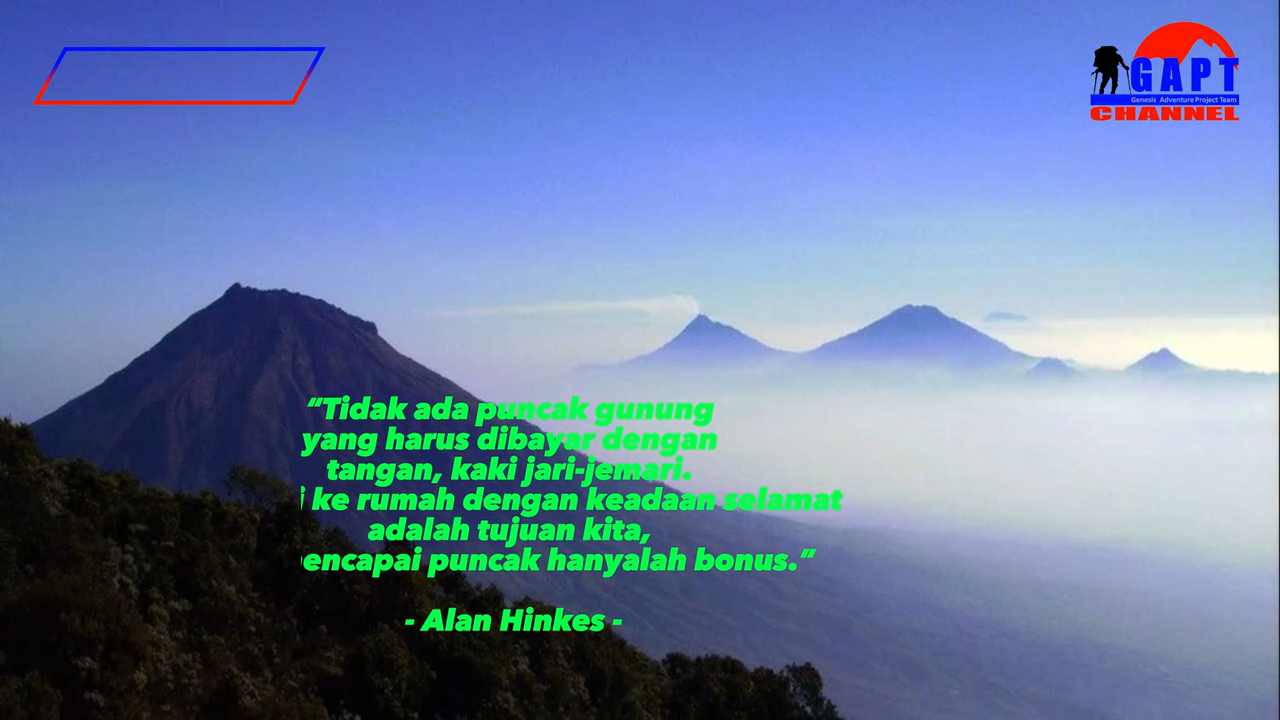 GAPT
Genesis Adventure Project Team
CHANNEL
“Tidak ada puncak gunung
yang harus dibayar dengan
tangan, kaki jari-jemari.
ke rumah dengan keadaan selamat
adalah tujuan kita,
puncak hanyalah bonus.”
- Alan Hinkes -